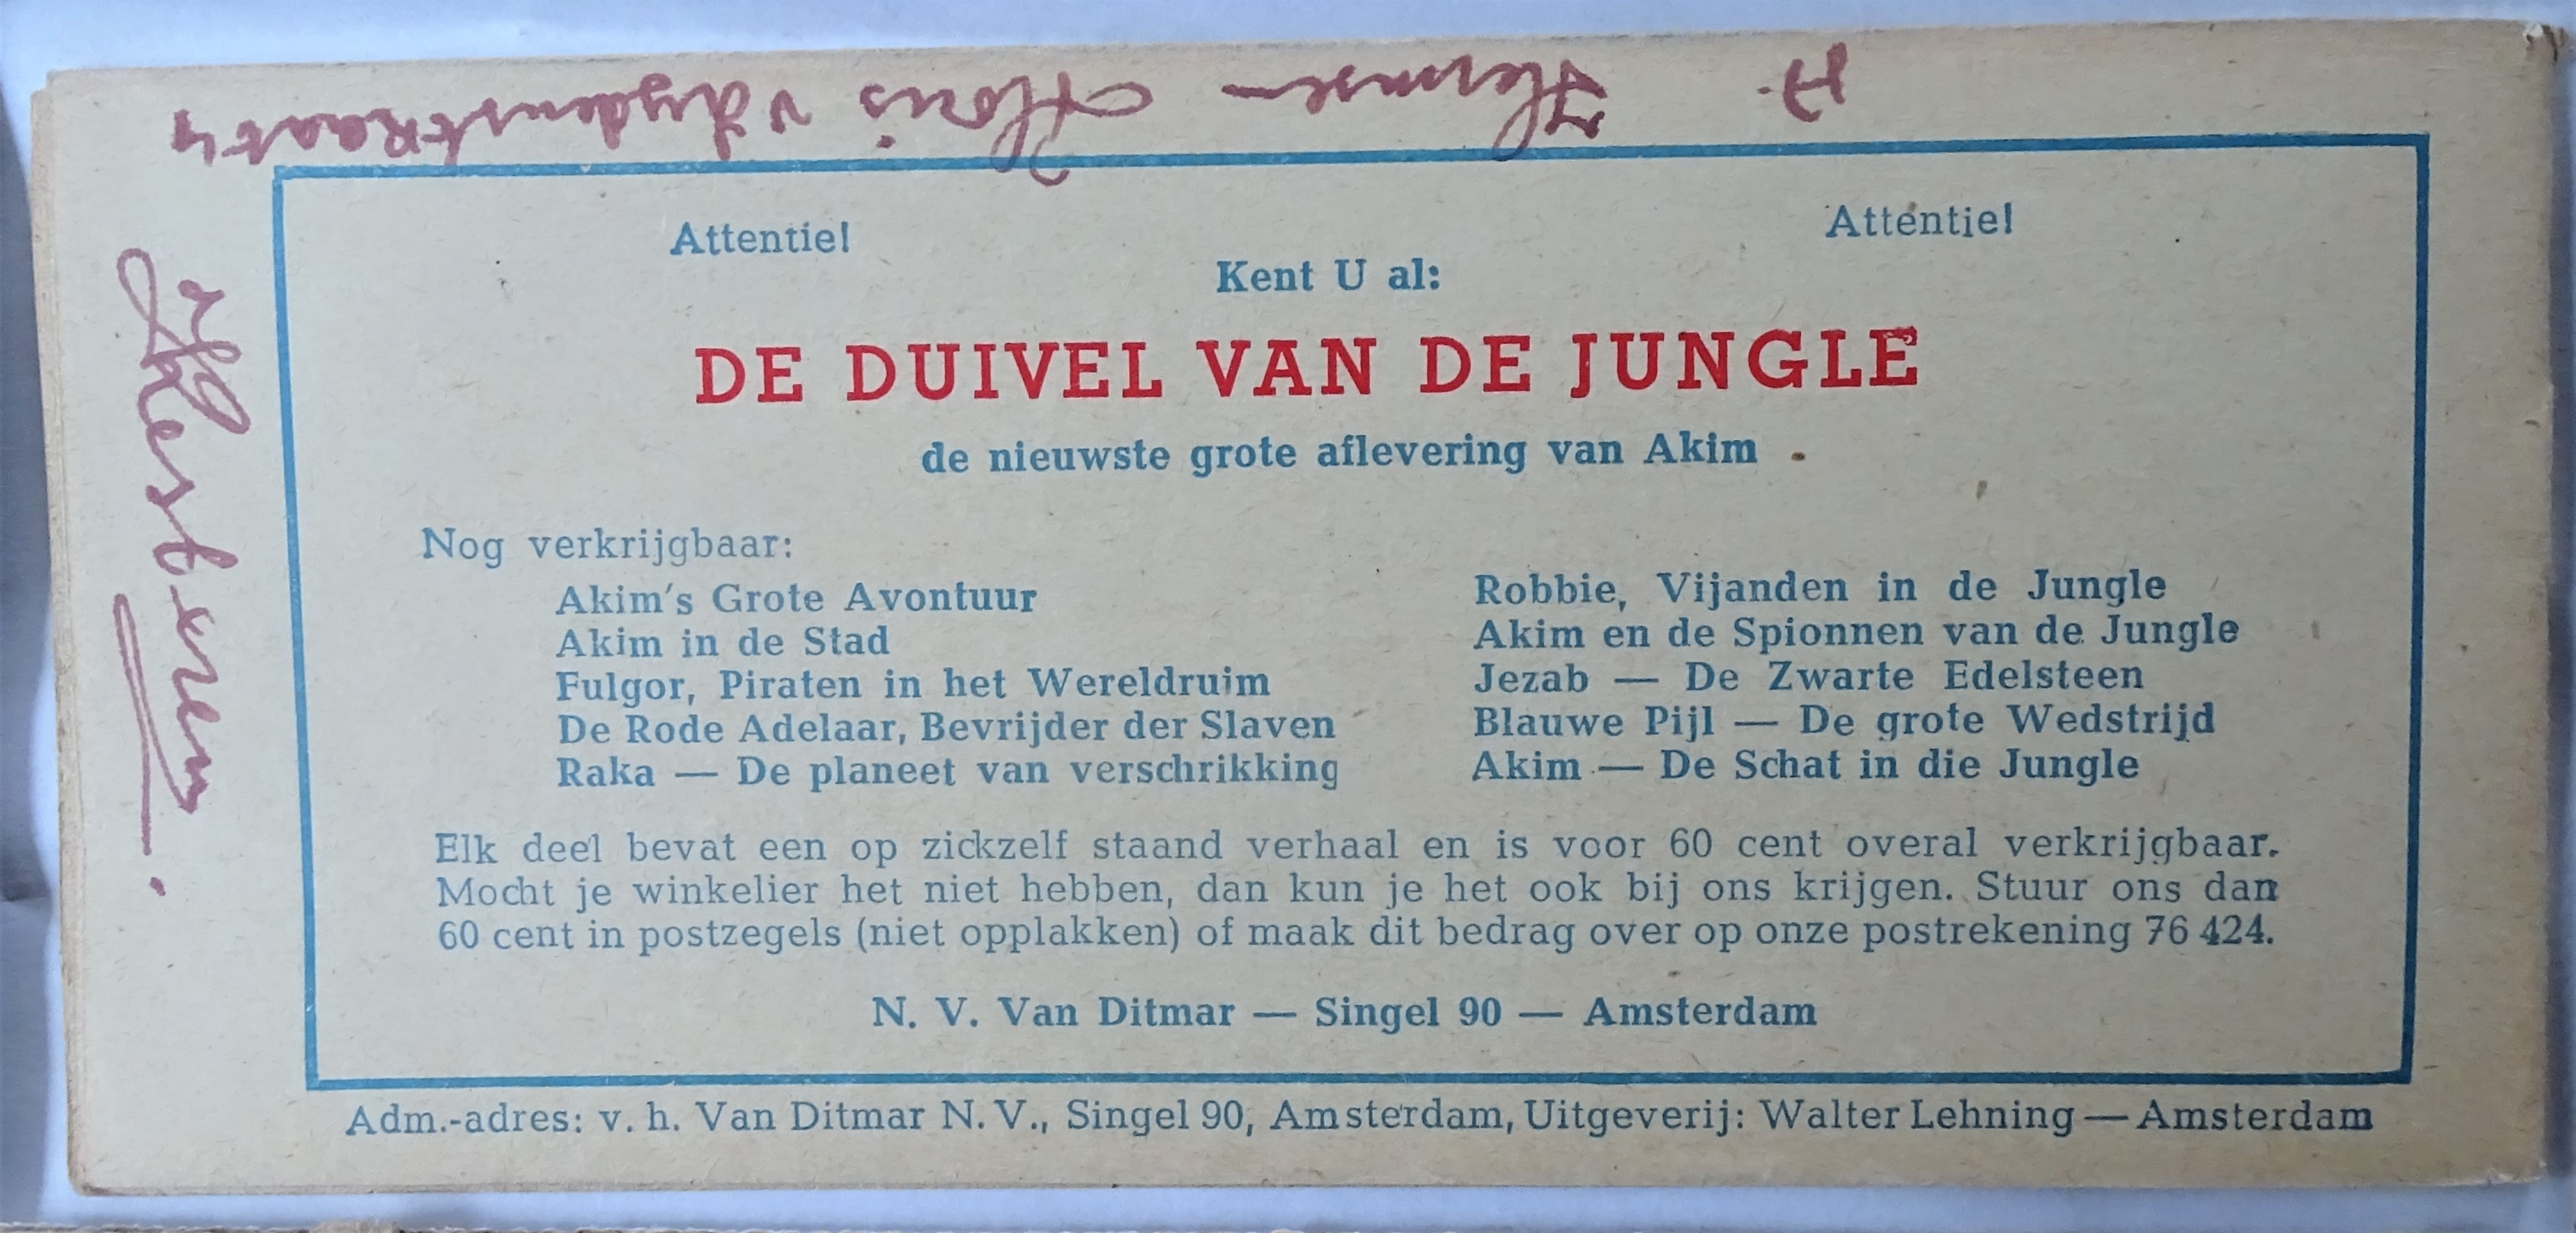 Attentie! Attentie!
Kent U al:
DE DUIVEL VAN DE JUNGLE
de nieuwste grote aflevering van Akim
Nog verkrijgbaar:
Akim's Grote Avontuur
Akim in de Stad
Fulgor, Piraten in het Wereldruim
De Rode Adelaar, Bevrijder der Slaven
Raka — De planeet van verschrikking
Robbie, Vijanden in de Jungle
Akim en de Spionnen van de Jungle
Jezab — De Zwarte Edelsteen
Blauwe Pijl — De grote Wedstrijd
Akim — De Schat in die Jungle
Elk deel bevat een op zickzelf staand verhaal en is voor 60 cent overal verkrijgbaar.
Mocht je winkelier het niet hebben, dan kun je het ook bij ons krijgen. Stuur ons dan
60 cent in postzegels (niet opplakken) of maak dit bedrag over op onze postrekening 76 424.
N. V. Van Ditmar — Singel 90 — Amsterdam
Adm.-adres: v. h. Van Ditmar N. V., Singel 90, Amsterdam, Uitgeverij: Walter Lehning — Amsterdam